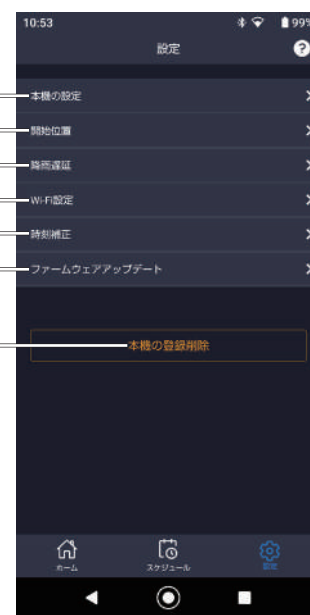 10:53
99%
設定
?
本機の設定
開始位置
降雨遅延
Wi-Fi設定
時刻補正
ファームウェアアップデート
本機の登録削除
ホーム
スケジュール
設定